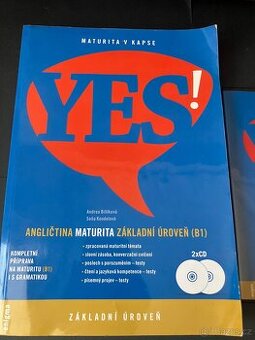 MATURITA V KAPSE
YES!
Andrea Billíková
Soňa Kondelová
ANGLIČTINA MATURITA ZÁKLADNÍ ÚROVEŇ (B1)
KOMPLETNÍ
PŘÍPRAVA
NA MATURITU (B1)
S GRAMATIKOU
– zpracovaná maturitní témata
– slovní zásoba, konverzační cvičení
– poslech s porozuměním – testy
– čtení a jazyková kompetence – testy
– písemný projev – testy
2xCD
enigma
ZÁKLADNÍ ÚROVEŇ